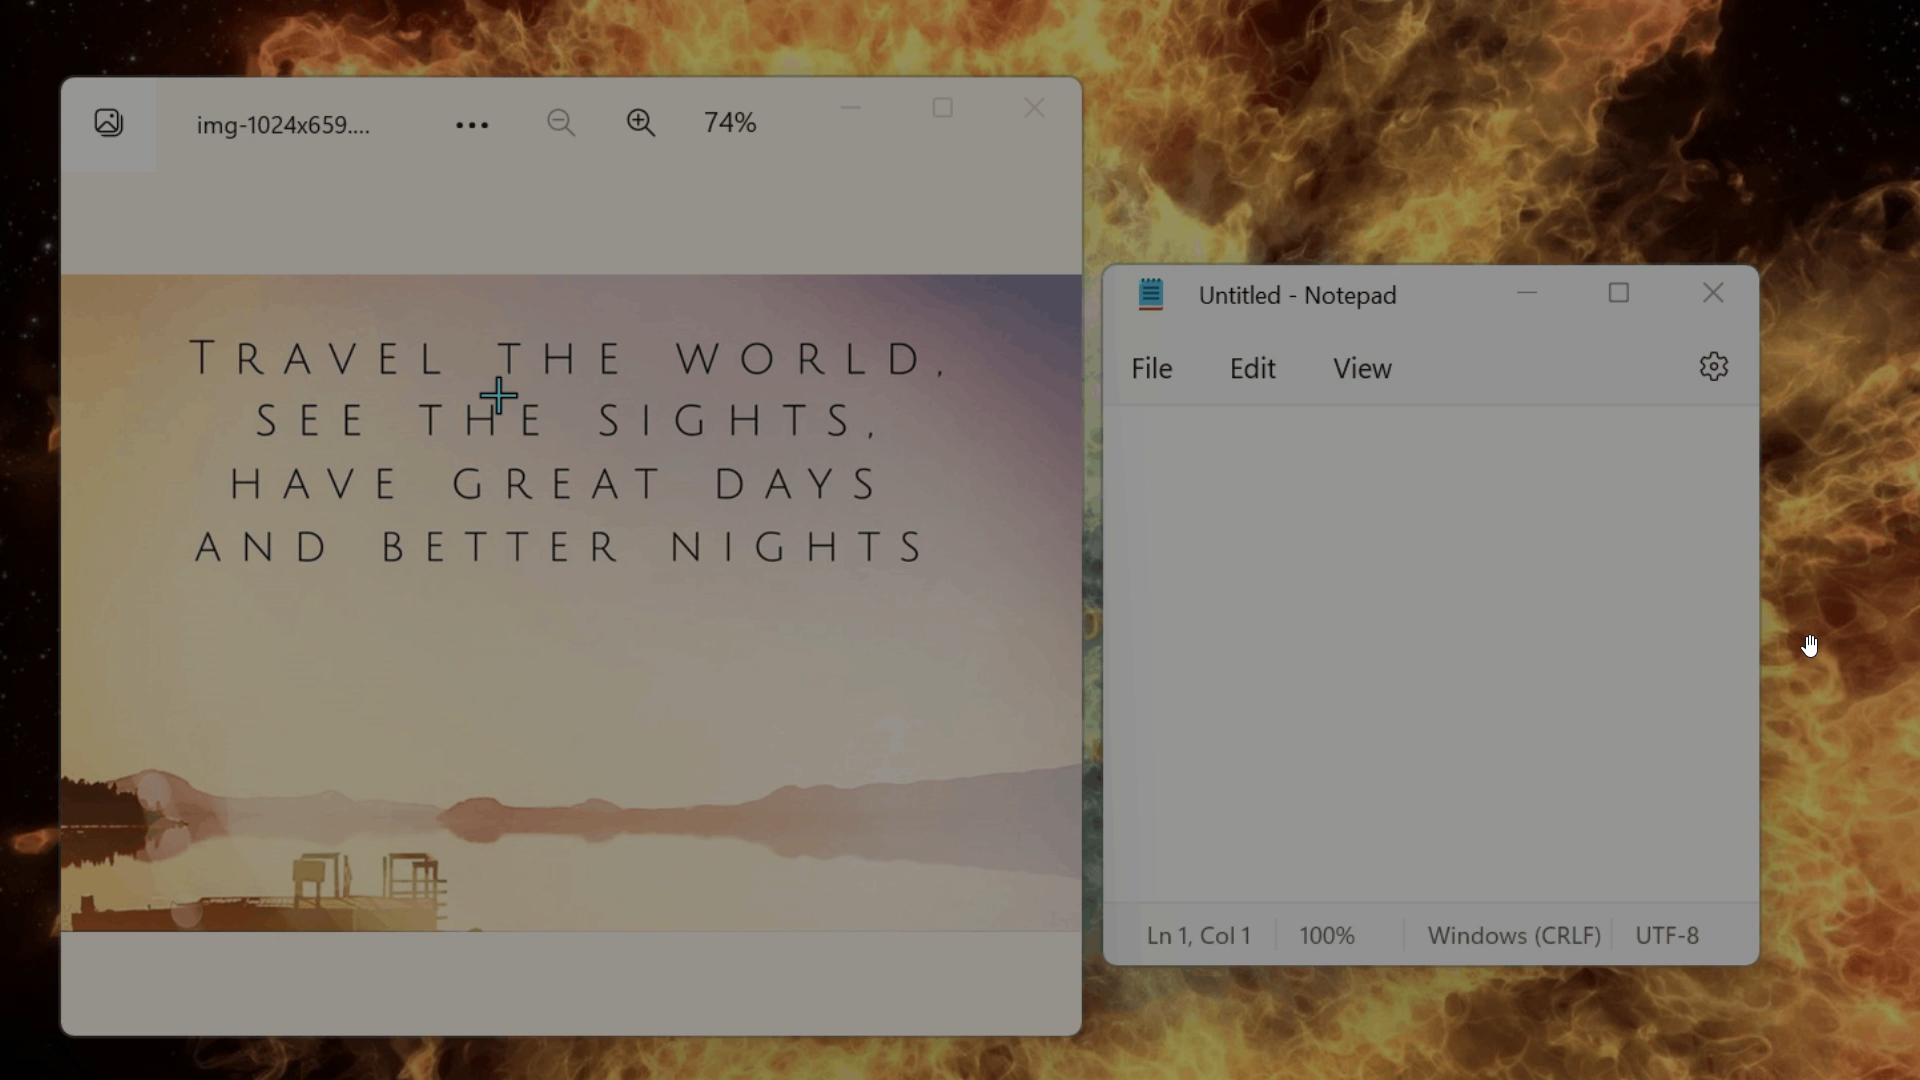 img-1024x659....
74%
TRAVEL THE WORLD,
SEE THE SIGHTS,
HAVE GREAT DAYS
AND BETTER NIGHTS
Untitled - Notepad
File Edit View
Ln 1, Col 1 100% Windows (CRLF) UTF-8